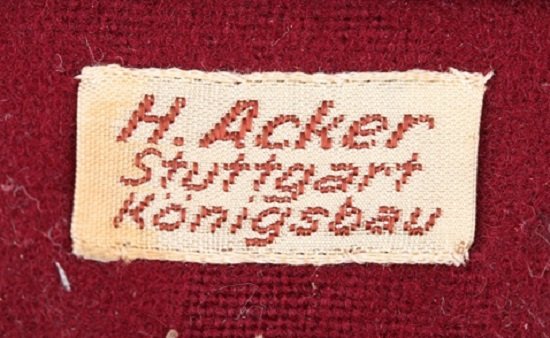 H. Acker
Stuttgart
Königsbau